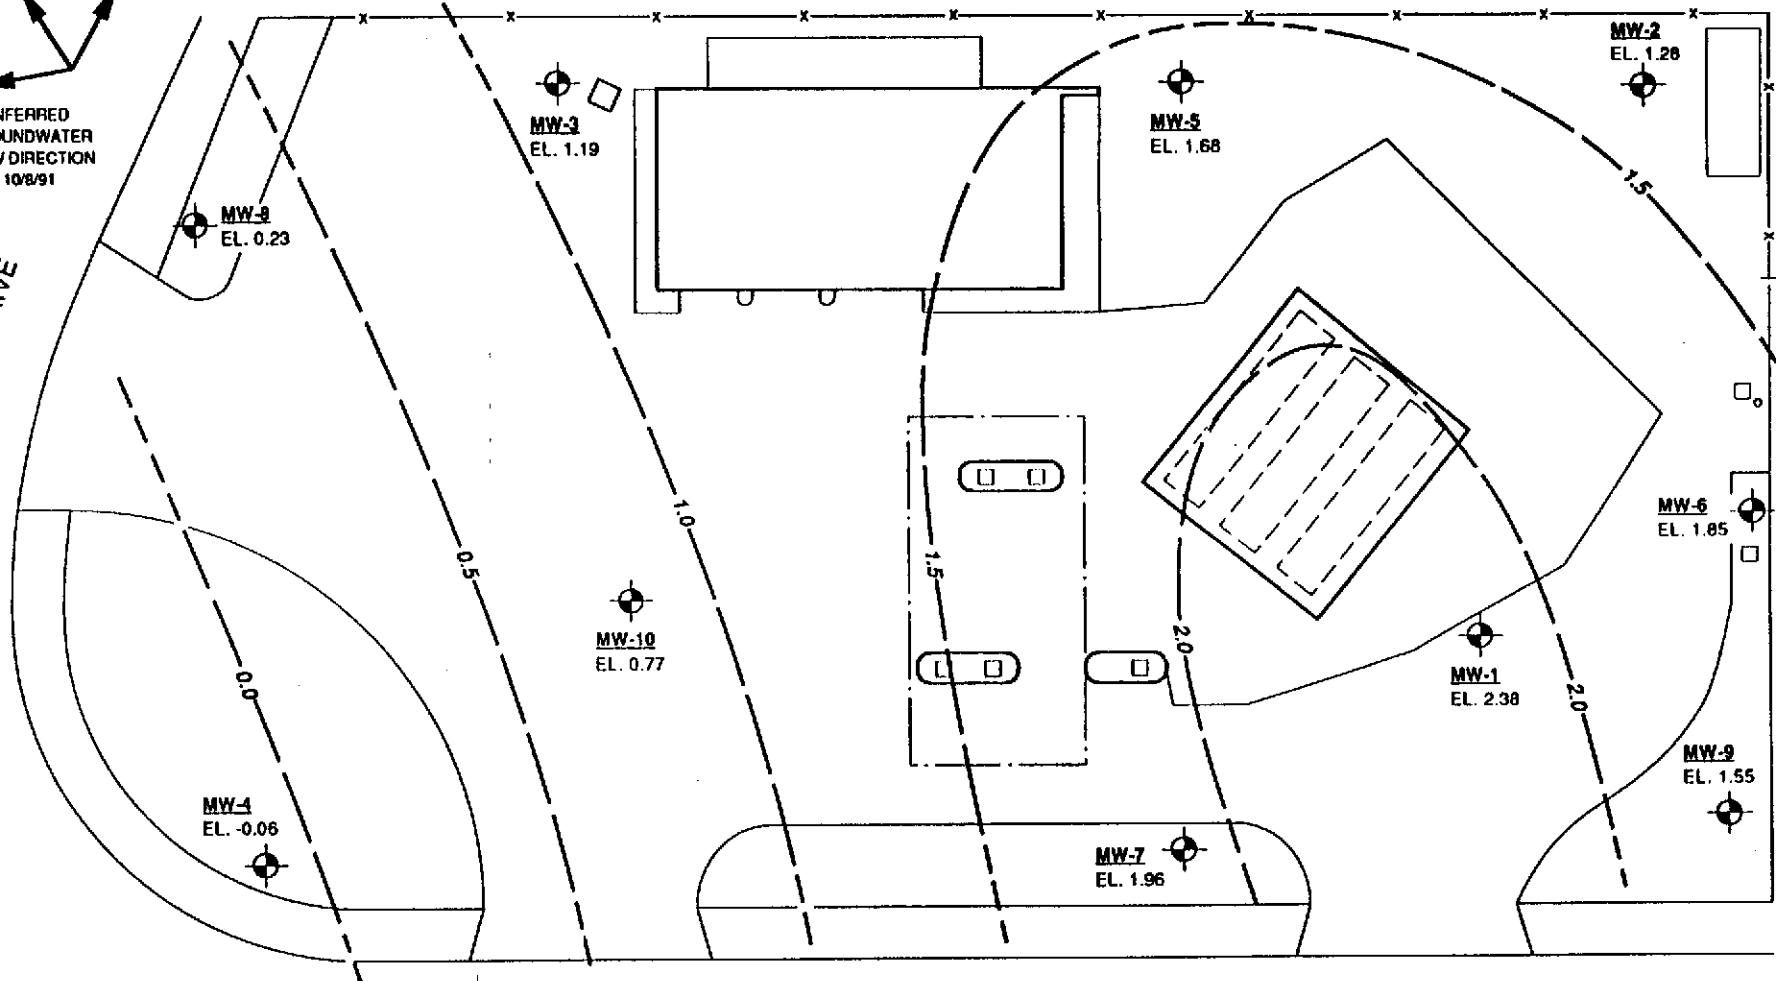 NFERRED
OUNDWATER
DIRECTION
10/8/91
MW-3
EL. 1.19
MW-5
EL. 1.68
MW-2
EL. 1.28
1.5
MW-8
EL. 0.23
1.0
0.5
1.5
2.0
0.0
MW-10
EL. 0.77
MW-6
EL. 1.85
MW-1
EL. 2.38
2.0
MW-9
EL. 1.55
MW-4
EL. -0.06
MW-7
EL. 1.96